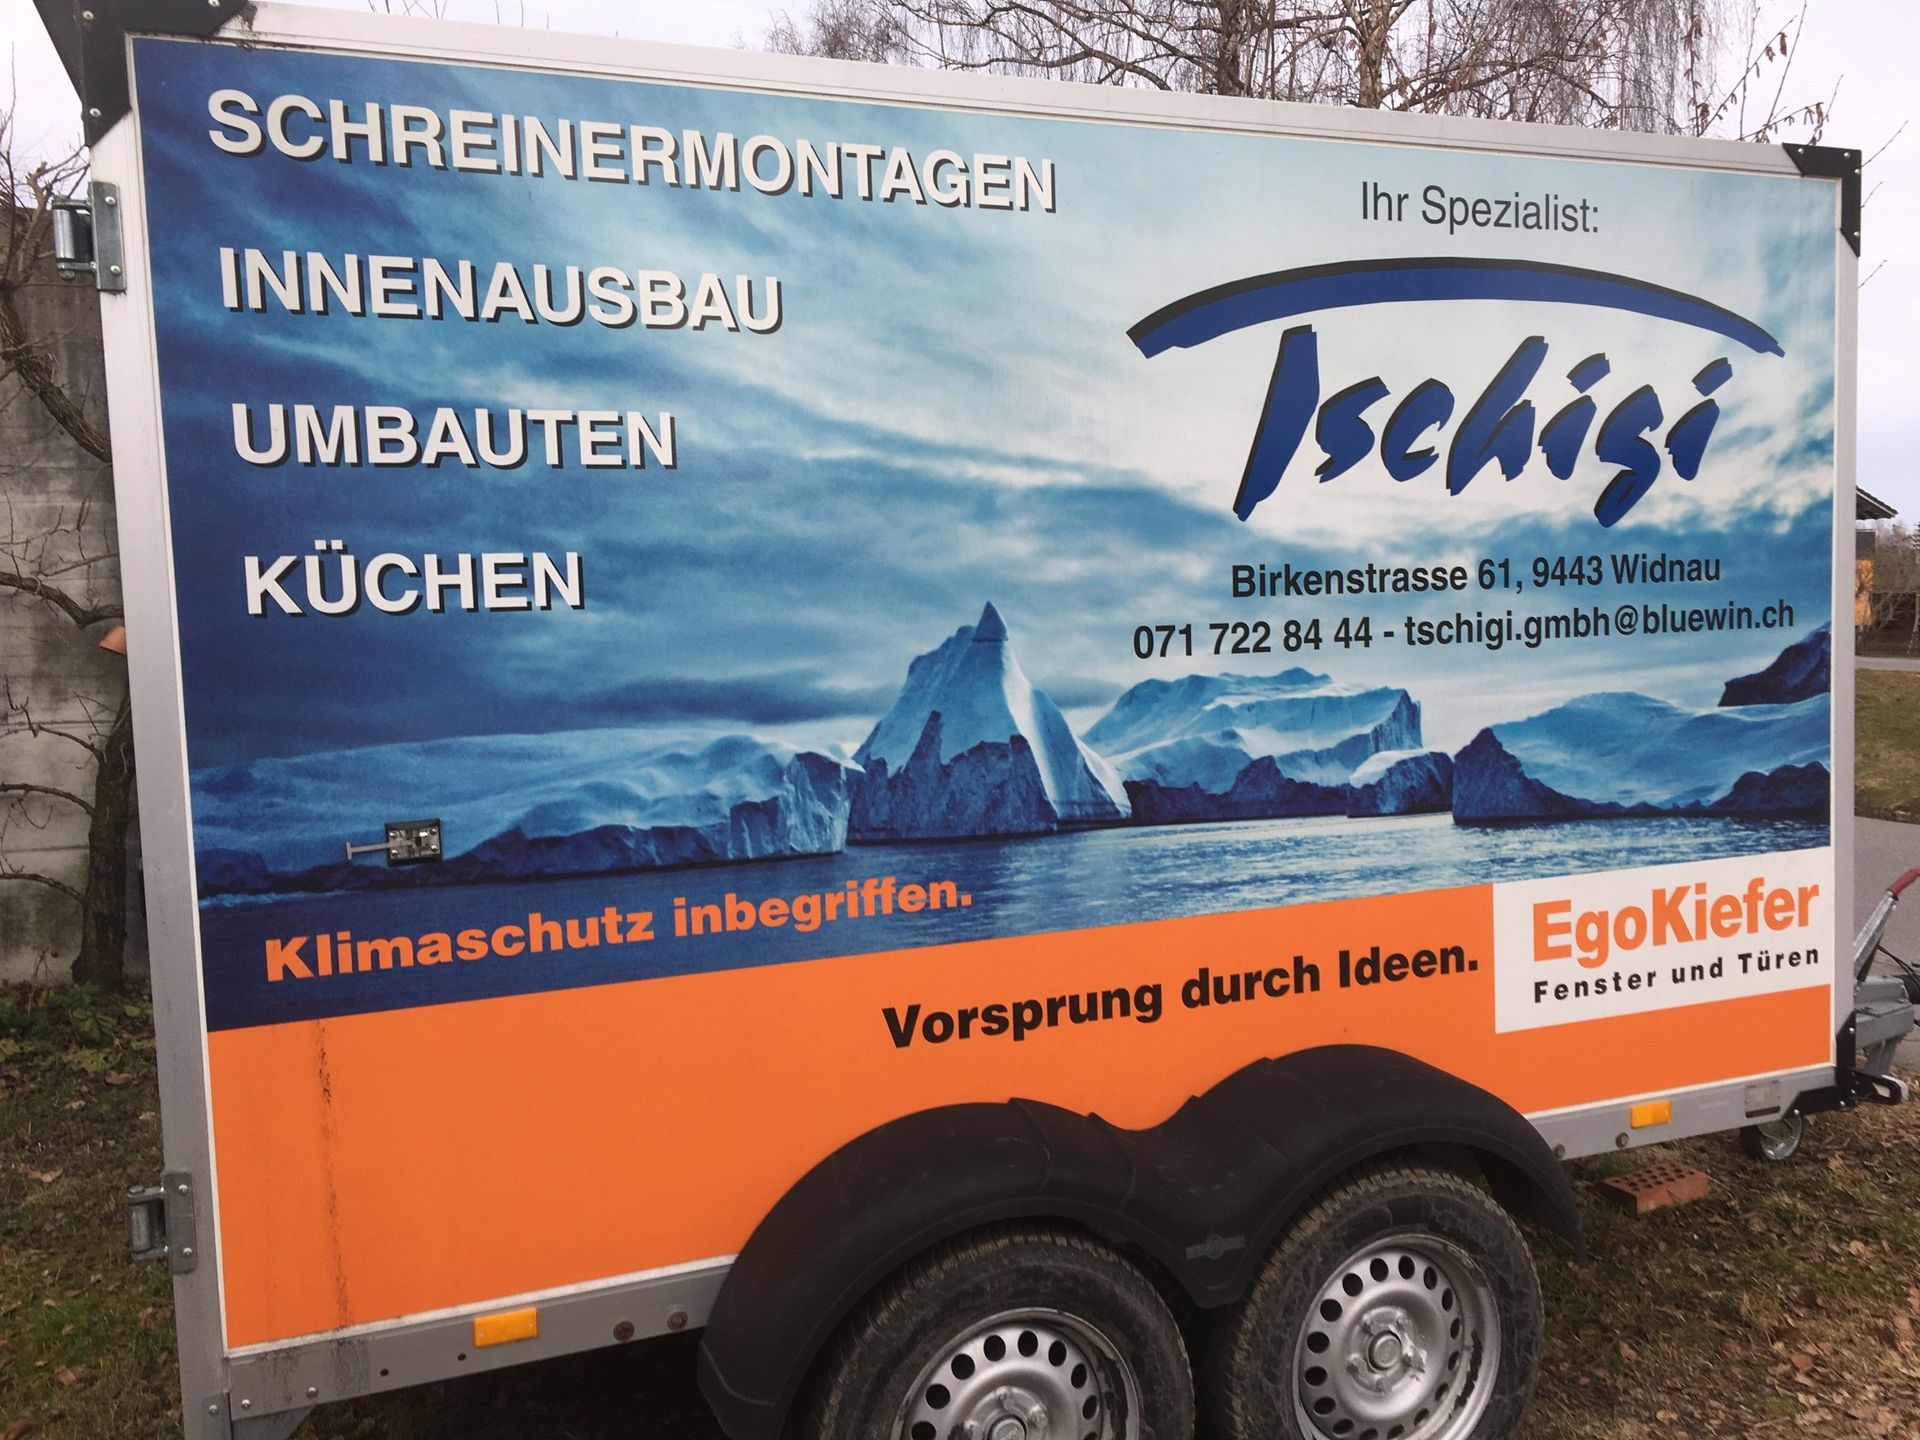 SCHREINERMONTAGEN
INNENAUSBAU
UMBAUTEN
KÜCHEN
Ihr Spezialist:
Tschigi
Birkenstrasse 61, 9443 Widnau
071 722 84 44 - tschigi.gmbh@bluewin.ch
Klimaschutz inbegriffen.
Vorsprung durch Ideen.
EgoKiefer
Fenster und Türen